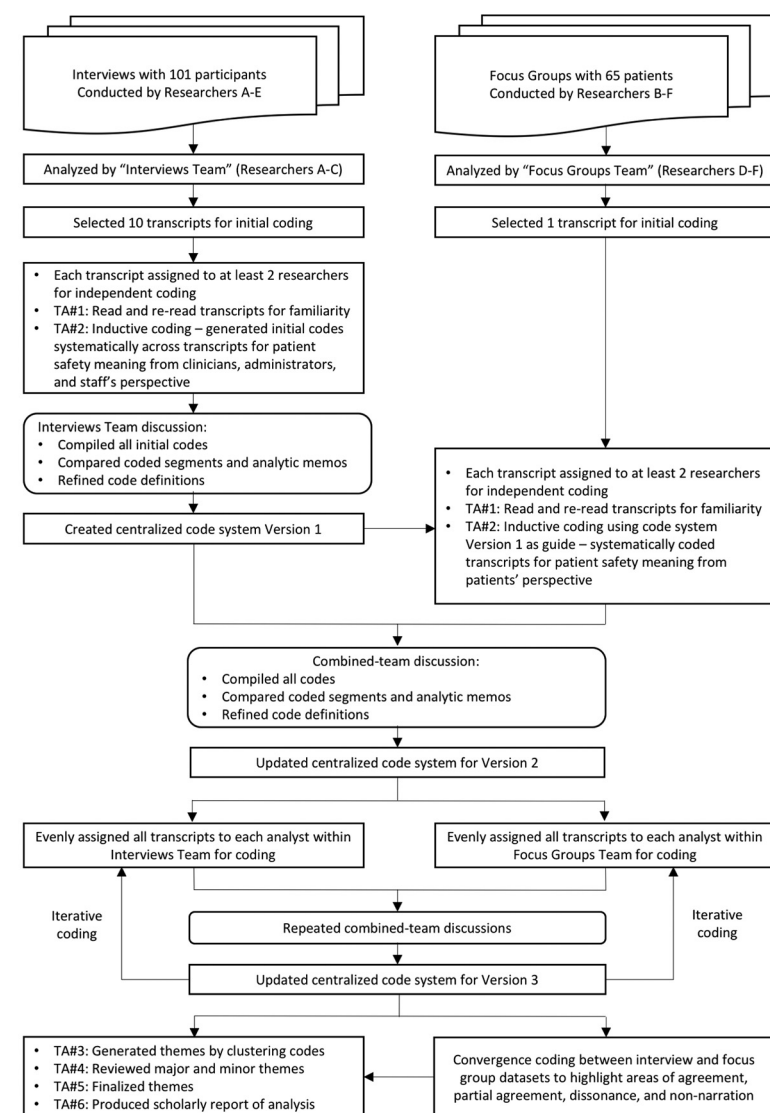 Interviews with 101 participants
Conducted by Researchers A-E
Focus Groups with 65 patients
Conducted by Researchers B-F
Analyzed by “Interviews Team” (Researchers A-C)
Analyzed by “Focus Groups Team” (Researchers D-F)
Selected 10 transcripts for initial coding
Selected 1 transcript for initial coding
• Each transcript assigned to at least 2 researchers
for independent coding
• TA#1: Read and re-read transcripts for familiarity
• TA#2: Inductive coding – generated initial codes
systematically across transcripts for patient
safety meaning from clinicians, administrators,
and staff’s perspective
Interviews Team discussion:
• Compiled all initial codes
• Compared coded segments and analytic memos
• Refined code definitions
Created centralized code system Version 1
• Each transcript assigned to at least 2 researchers
for independent coding
• TA#1: Read and re-read transcripts for familiarity
• TA#2: Inductive coding using code system
Version 1 as guide – systematically coded
transcripts for patient safety meaning from
patients’ perspective
Combined-team discussion:
• Compiled all codes
• Compared coded segments and analytic memos
• Refined code definitions
Updated centralized code system for Version 2
Evenly assigned all transcripts to each analyst within
Interviews Team for coding
Evenly assigned all transcripts to each analyst within
Focus Groups Team for coding
Iterative
coding
Repeated combined-team discussions
Iterative
coding
Updated centralized code system for Version 3
• TA#3: Generated themes by clustering codes
• TA#4: Reviewed major and minor themes
• TA#5: Finalized themes
• TA#6: Produced scholarly report of analysis
Convergence coding between interview and focus
group datasets to highlight areas of agreement,
partial agreement, dissonance, and non-narration